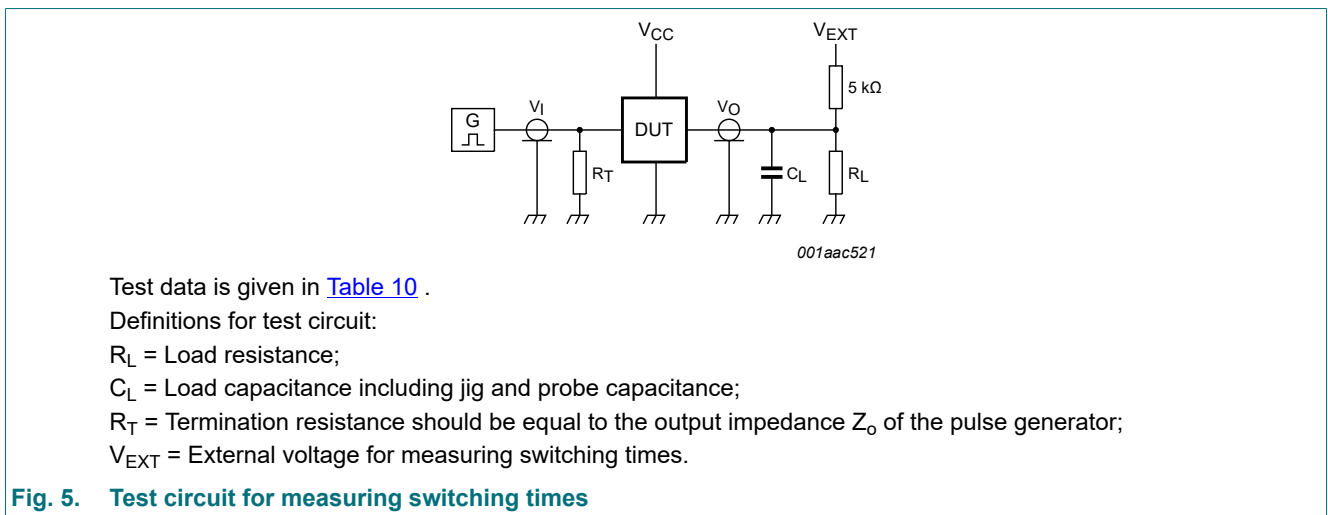 VCC
VEXT
5 kΩ
G
VI
DUT
VO
RT
CL
RL
001aac521
Test data is given in Table 10 .
Definitions for test circuit:
RL = Load resistance;
CL = Load capacitance including jig and probe capacitance;
RT = Termination resistance should be equal to the output impedance Zo of the pulse generator;
VEXT = External voltage for measuring switching times.
Fig. 5. Test circuit for measuring switching times